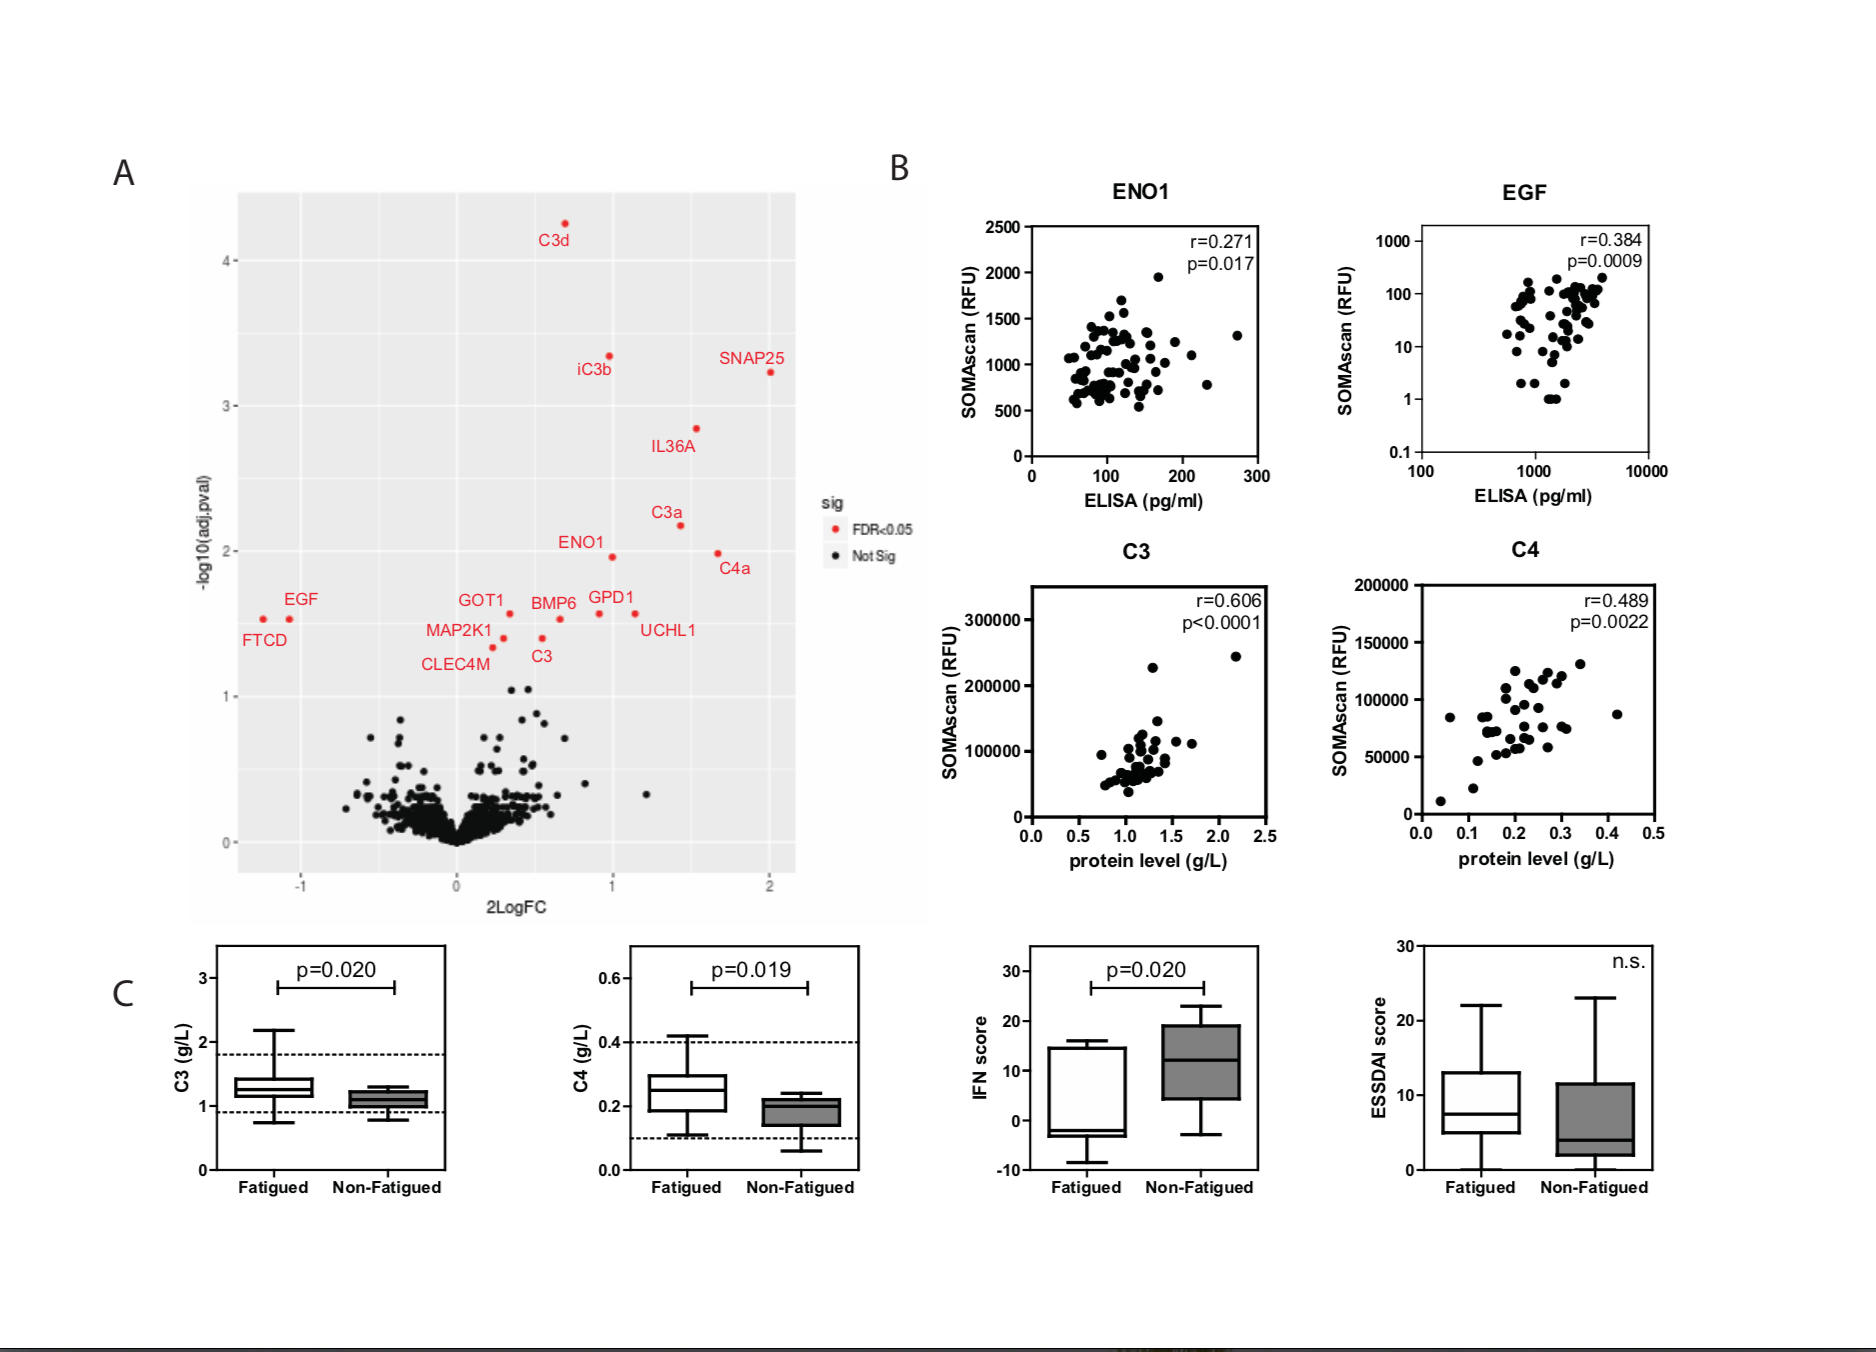 A
4
3
2
1
0
-log10(adj.pval)
C3d
iC3b
SNAP25
IL36A
C3a
ENO1
C4a
EGF
GOT1
BMP6
GPD1
FTCD
MAP2K1
UCHL1
CLEC4M
C3
-1
0
1
2
2LogFC
sig
FDR<0.05
Not Sig
B
ENO1
r=0.271
p=0.017
2500
2000
1500
1000
500
0
SOMAscan (RFU)
0 100 200 300
ELISA (pg/ml)
EGF
r=0.384
p=0.0009
1000
100
10
1
0.1
SOMAscan (RFU)
100 1000 10000
ELISA (pg/ml)
C3
r=0.606
p<0.0001
300000
200000
100000
0
SOMAscan (RFU)
0.0 0.5 1.0 1.5 2.0 2.5
protein level (g/L)
C4
r=0.489
p=0.0022
200000
150000
100000
50000
0
SOMAscan (RFU)
0.0 0.1 0.2 0.3 0.4 0.5
protein level (g/L)
C
p=0.020
3
2
1
0
C3 (g/L)
Fatigued Non-Fatigued
p=0.019
0.6
0.4
0.2
0.0
C4 (g/L)
Fatigued Non-Fatigued
p=0.020
30
20
10
0
-10
IFN score
Fatigued Non-Fatigued
n.s.
30
20
10
0
ESSDAI score
Fatigued Non-Fatigued